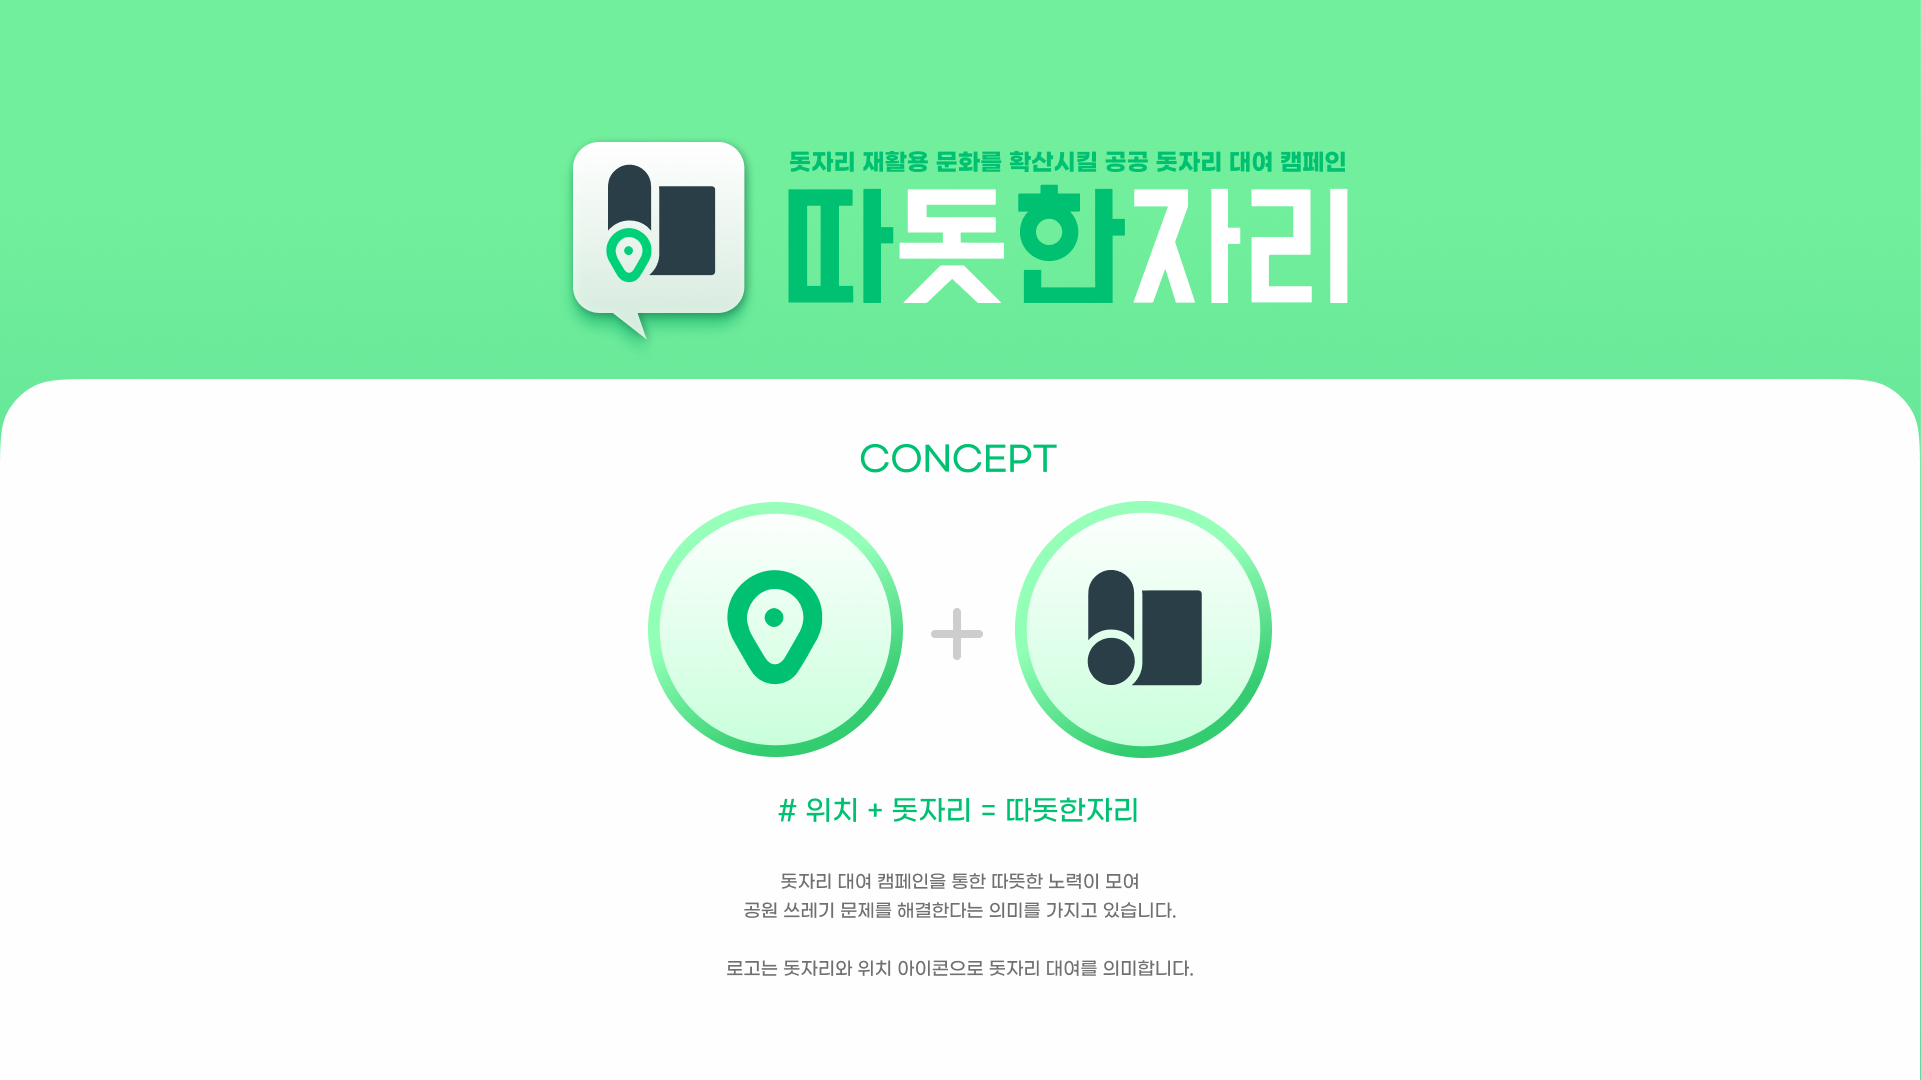 돗자리 재활용 문화를 확산시킬 공공 돗자리 대여 캠페인
따돗한자리
CONCEPT
# 위치 + 돗자리 = 따돗한자리
돗자리 대여 캠페인을 통한 따뜻한 노력이 모여
공원 쓰레기 문제를 해결한다는 의미를 가지고 있습니다.
로고는 돗자리와 위치 아이콘으로 돗자리 대여를 의미합니다.